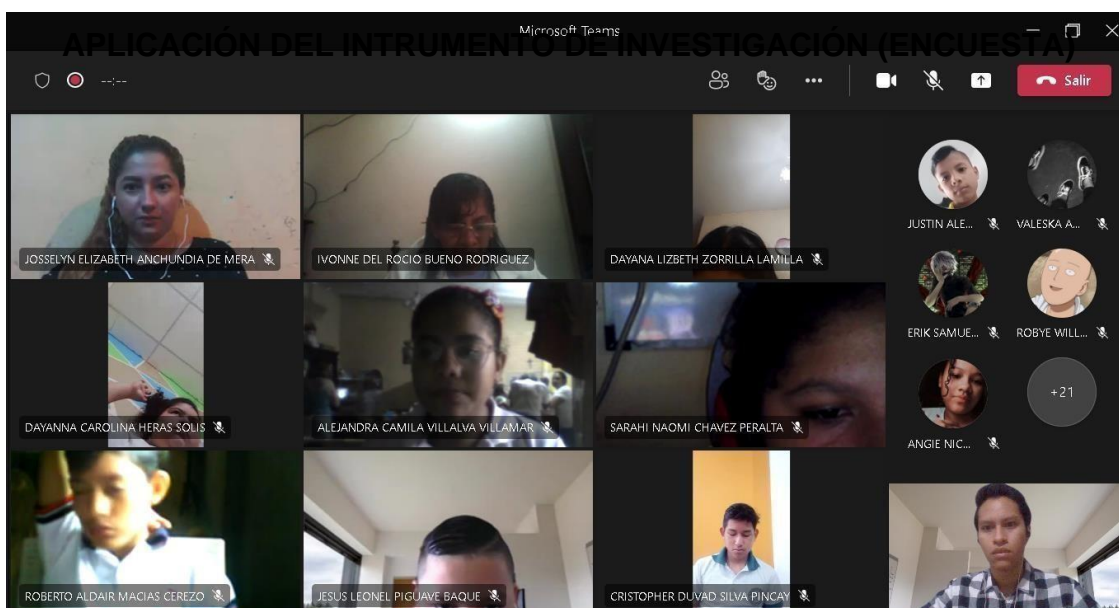 Microsoft Teams
APLICACIÓN DEL INTRUMENTO DE INVESTIGACIÓN (ENCUESTA)
--:--
Salir
JOSSELYN ELIZABETH ANCHUNDIA DE MERA
IVONNE DEL ROCIO BUENO RODRIGUEZ
DAYANA LIZBETH ZORRILLA LAMILLA
JUSTIN ALE...
VALESKA A...
ERIK SAMUE...
ROBYE WILL...
DAYANNA CAROLINA HERAS SOLIS
ALEJANDRA CAMILA VILLALVA VILLAMAR
SARAHI NAOMI CHAVEZ PERALTA
+21
ANGIE NIC...
ROBERTO ALDAIR MACIAS CEREZO
JESUS LEONEL PIGUAVE BAQUE
CRISTOPHER DUVAD SILVA PINCAY